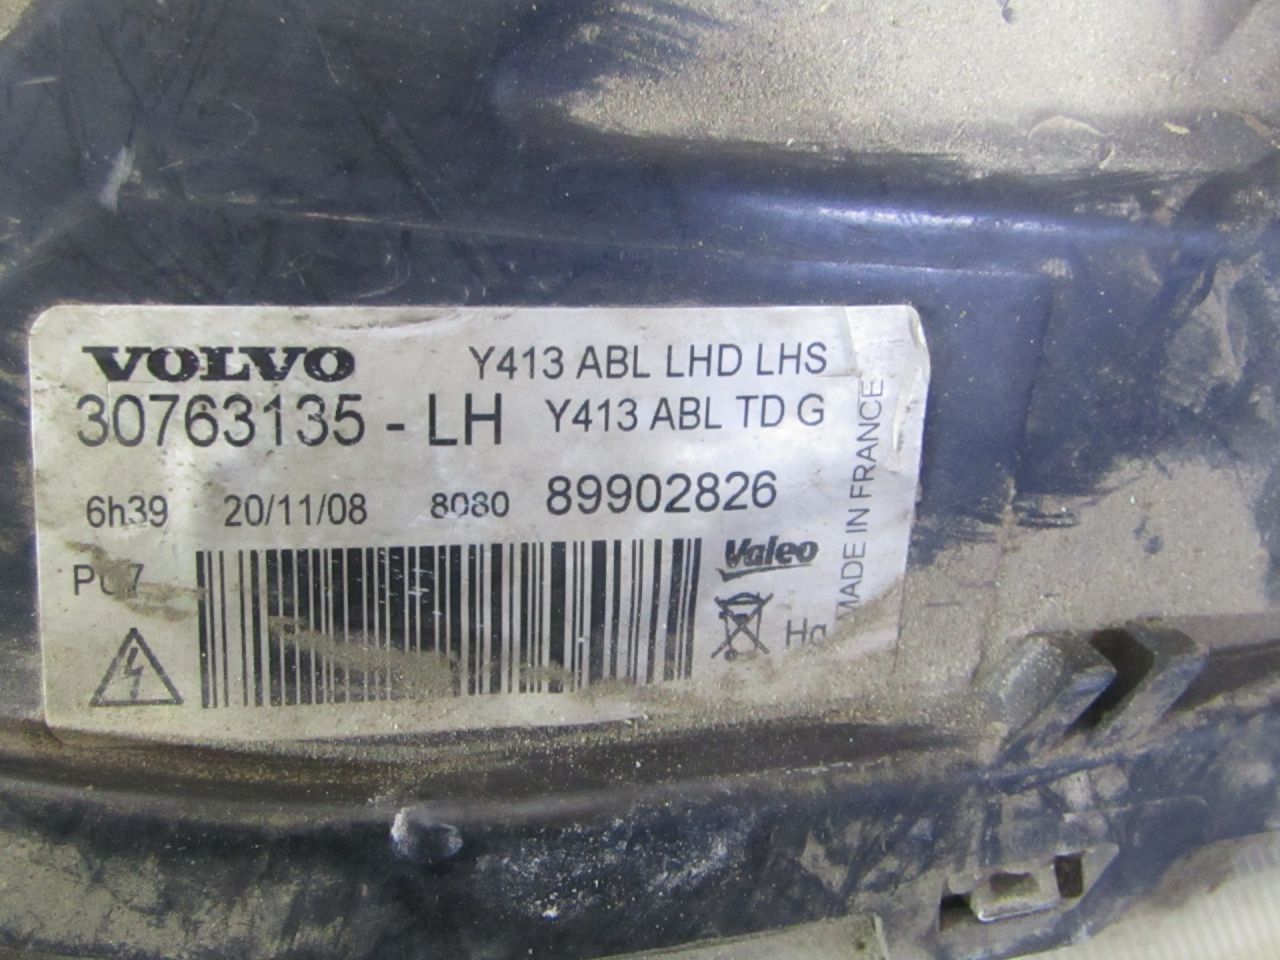 VOLVO Y413 ABL LHD LHS
30763135 - LH Y413 ABL TD G
6h39 20/11/08 8080 89902826
Valeo
Hg
MADE IN FRANCE